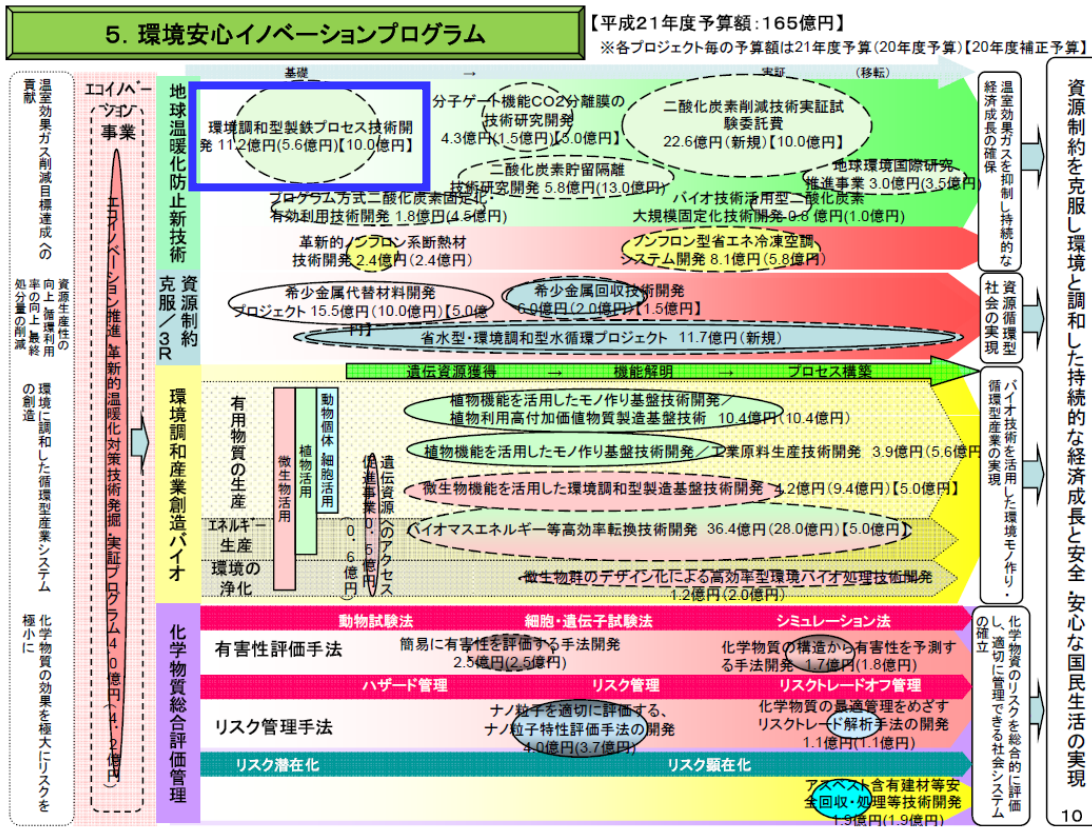 5. 環境安心イノベーションプログラム
【平成21年度予算額:165億円】
※各プロジェクト毎の予算額は21年度予算(20年度予算)【20年度補正予算】
温室効果ガス削減目標達成への
貢献
資源生産性の
向上、循環利用
率の向上、最終
処分量の削減
環境に調和した循環型産業システム
の創造
化学物質の効果を極大にリスクを
極小に
エコイノベー
ション
事業
エコイノベーション推進・革新的温暖化対策技術発掘・実証プログラム40億円(4.2億円)
基礎
→
実証
(移転)
地球温暖化防止新技術
環境調和型製鉄プロセス技術開
発 11.2億円(5.6億円)【10.0億円】
分子ゲート機能CO2分離膜の
技術研究開発
4.3億円(1.5億円)【5.0億円】
二酸化炭素削減技術実証試
験委託費
22.6億円(新規)【10.0億円】
二酸化炭素貯留隔離
技術研究開発 5.8億円(13.0億円)
地球環境国際研究
推進事業 3.0億円(3.5億円)
プログラム方式二酸化炭素固定化・
有効利用技術開発 1.8億円(4.5億円)
バイオ技術活用型二酸化炭素
大規模固定化技術開発 0.8億円(1.0億円)
革新的ノンフロン系断熱材
技術開発 2.4億円(2.4億円)
ノンフロン型省エネ冷凍空調
システム開発 8.1億円(5.8億円)
温室効果ガスを抑制し持続的な
経済成長の確保
資源制約
克服/3R
希少金属代替材料開発
プロジェクト 15.5億円(10.0億円)【5.0億
円】
希少金属回収技術開発
6.0億円(2.0億円)【1.5億円】
省水型・環境調和型水循環プロジェクト 11.7億円(新規)
資源循環型
社会の実現
環境調和産業創造バイオ
遺伝資源獲得 → 機能解明 → プロセス構築
有用物質の生産
エネルギー
生産
環境の
浄化
微生物活用
植物活用
動物個体・細胞活用
遺伝資源へのアクセス
促進事業0.5億円
(0.6億円)
植物機能を活用したモノ作り基盤技術開発/
植物利用高付加価値物質製造基盤技術 10.4億円(10.4億円)
植物機能を活用したモノ作り基盤技術開発/工業原料生産技術開発 3.9億円(5.6億円
微生物機能を活用した環境調和型製造基盤技術開発 4.2億円(9.4億円)【5.0億円】
バイオマスエネルギー等高効率転換技術開発 36.4億円(28.0億円)【5.0億円】
微生物群のデザイン化による高効率型環境バイオ処理技術開発
1.2億円(2.0億円)
バイオ技術を活用した環境モノ作り・
循環型産業の実現
化学物質総合評価管理
動物試験法
細胞・遺伝子試験法
シミュレーション法
有害性評価手法
簡易に有害性を評価する手法開発
2.5億円(2.5億円)
化学物質の構造から有害性を予測す
る手法開発 1.7億円(1.8億円)
ハザード管理
リスク管理
リスクトレードオフ管理
リスク管理手法
ナノ粒子を適切に評価する、
ナノ粒子特性評価手法の開発
4.0億円(3.7億円)
化学物質の最適管理をめざす
リスクトレード解析手法の開発
1.1億円(1.1億円)
リスク潜在化
リスク顕在化
アスベスト含有建材等安
全回収・処理等技術開発
1.9億円(1.9億円)
化学物資のリスクを総合的に評価
し、適切に管理できる社会システム
の確立
資源制約を克服し環境と調和した持続的な経済成長と安全・安心な国民生活の実現
10